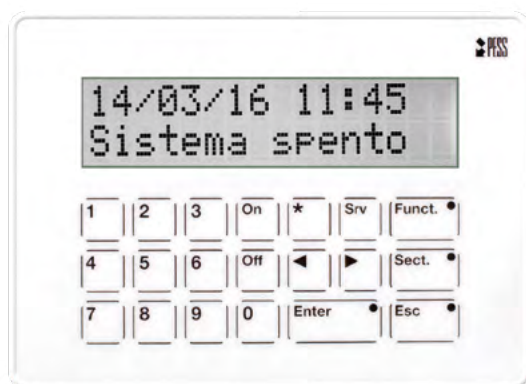 PESS
14/03/16 11:45
Sistema spento
1 2 3 On * Srv Funct.
4 5 6 Off ◄ ► Sect.
7 8 9 0 Enter Esc